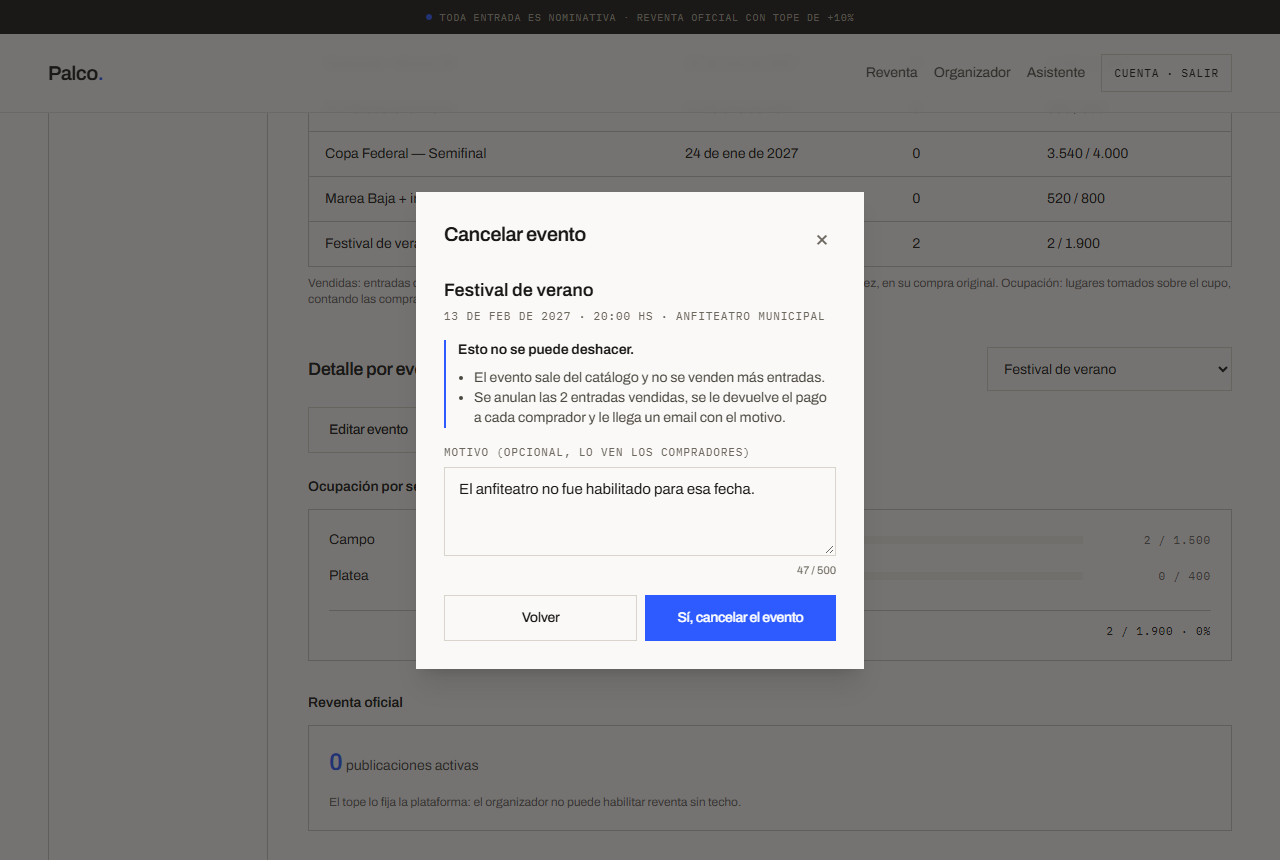 TODA ENTRADA ES NOMINATIVA · REVENTA OFICIAL CON TOPE DE +10%
Palco.
Reventa
Organizador
Asistente
CUENTA · SALIR
Copa Federal — Semifinal
24 de ene de 2027
0
3.540 / 4.000
Marea Baja +
0
520 / 800
Festival de
2
2 / 1.900
Vendidas: entradas
en su compra original. Ocupación: lugares tomados sobre el cupo,
contando las
Cancelar evento
×
Festival de verano
13 DE FEB DE 2027 · 20:00 HS · ANFITEATRO MUNICIPAL
Esto no se puede deshacer.
• El evento sale del catálogo y no se venden más entradas.
• Se anulan las 2 entradas vendidas, se le devuelve el pago
a cada comprador y le llega un email con el motivo.
MOTIVO (OPCIONAL, LO VEN LOS COMPRADORES)
El anfiteatro no fue habilitado para esa fecha.
47 / 500
Volver
Sí, cancelar el evento
Detalle por
Festival de verano
Editar evento
Ocupación por
Campo
2 / 1.500
Platea
0 / 400
2 / 1.900 · 0%
Reventa oficial
0 publicaciones activas
El tope lo fija la plataforma: el organizador no puede habilitar reventa sin techo.